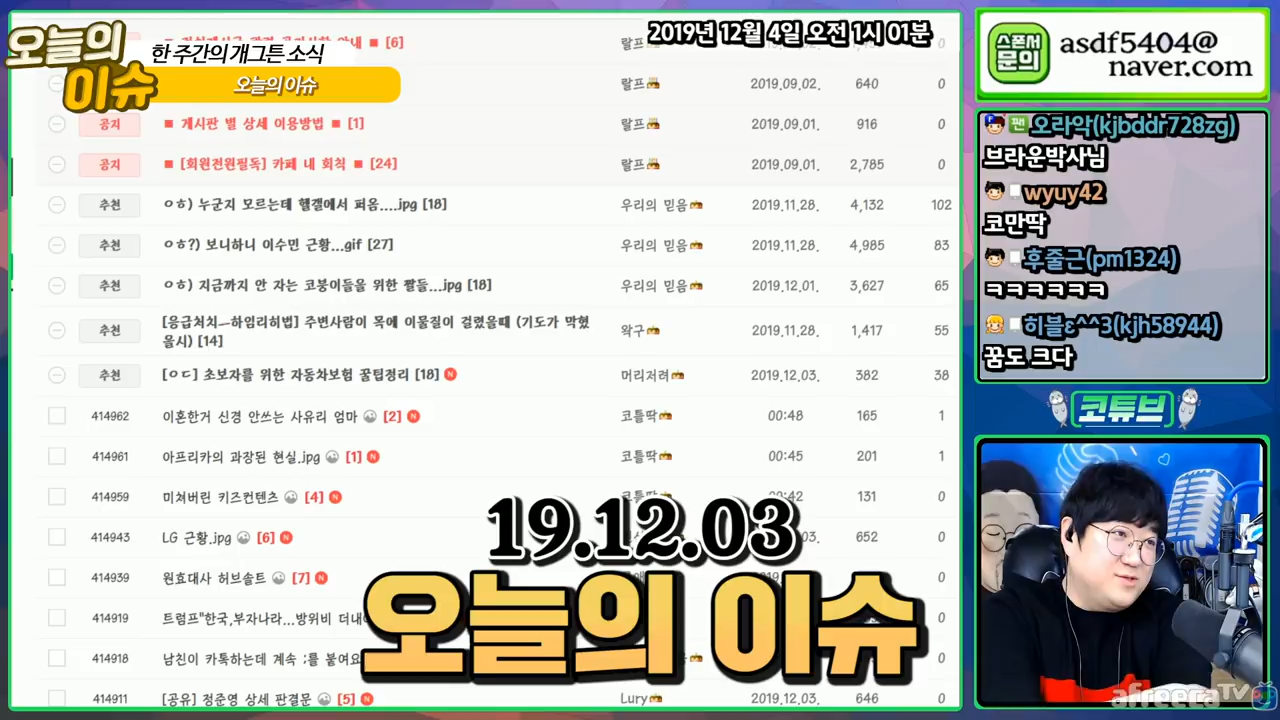 오늘의
이슈
한 주간의 개그튼 소식
오늘의 이슈
2019년 12월 4일 오전 1시 01분
[6]
랄프
랄프 2019.09.02. 640 0
공지 ■ 게시판 별 상세 이용방법 ■ [1] 랄프 2019.09.01. 916 0
공지 ■ [회원전원필독] 카페 내 회칙 ■ [24] 랄프 2019.09.01. 2,785 0
추천 ㅇㅎ) 누군지 모르는데 헬갤에서 퍼옴....jpg [18] 우리의 믿음 2019.11.28. 4,132 102
추천 ㅇㅎ?) 보니하니 이수민 근황...gif [27] 우리의 믿음 2019.11.28. 4,985 83
추천 ㅇㅎ) 지금까지 안 자는 코봉이들을 위한 짤들...jpg [18] 우리의 믿음 2019.12.01. 3,627 65
추천 [응급처치-하임리히법] 주변사람이 목에 이물질이 걸렸을때 (기도가 막혔
을시) [14] 왁구 2019.11.28. 1,417 55
추천 [ㅇㄷ] 초보자를 위한 자동차보험 꿀팁정리 [18] N 머리저려 2019.12.03. 382 38
414962 이혼한거 신경 안쓰는 사유리 엄마 [2] N 코틀딱 00:48 165 1
414961 아프리카의 과장된 현실.jpg [1] N 코틀딱 00:45 201 1
414959 미쳐버린 키즈컨텐츠 [4] N 131 0
414943 LG 근황.jpg [6] N 652 0
414939 원효대사 허브솔트 [7] N 0
414919 트럼프"한국,부자나라...방위비 더내 0
414918 남친이 카톡하는데 계속 ;를 붙여요 0
414911 [공유] 정준영 상세 판결문 [5] N Lury 2019.12.03. 646 0
19.12.03
오늘의 이슈
스폰서
문의
asdf5404@
naver.com
팬 오라악(kjbddr728zg)
브라운박사님
wyuy42
코만딱
후줄근(pm1324)
ㅋㅋㅋㅋㅋㅋ
히블ε^^3(kjh58944)
꿈도 크다
코튜브
afreecaTV